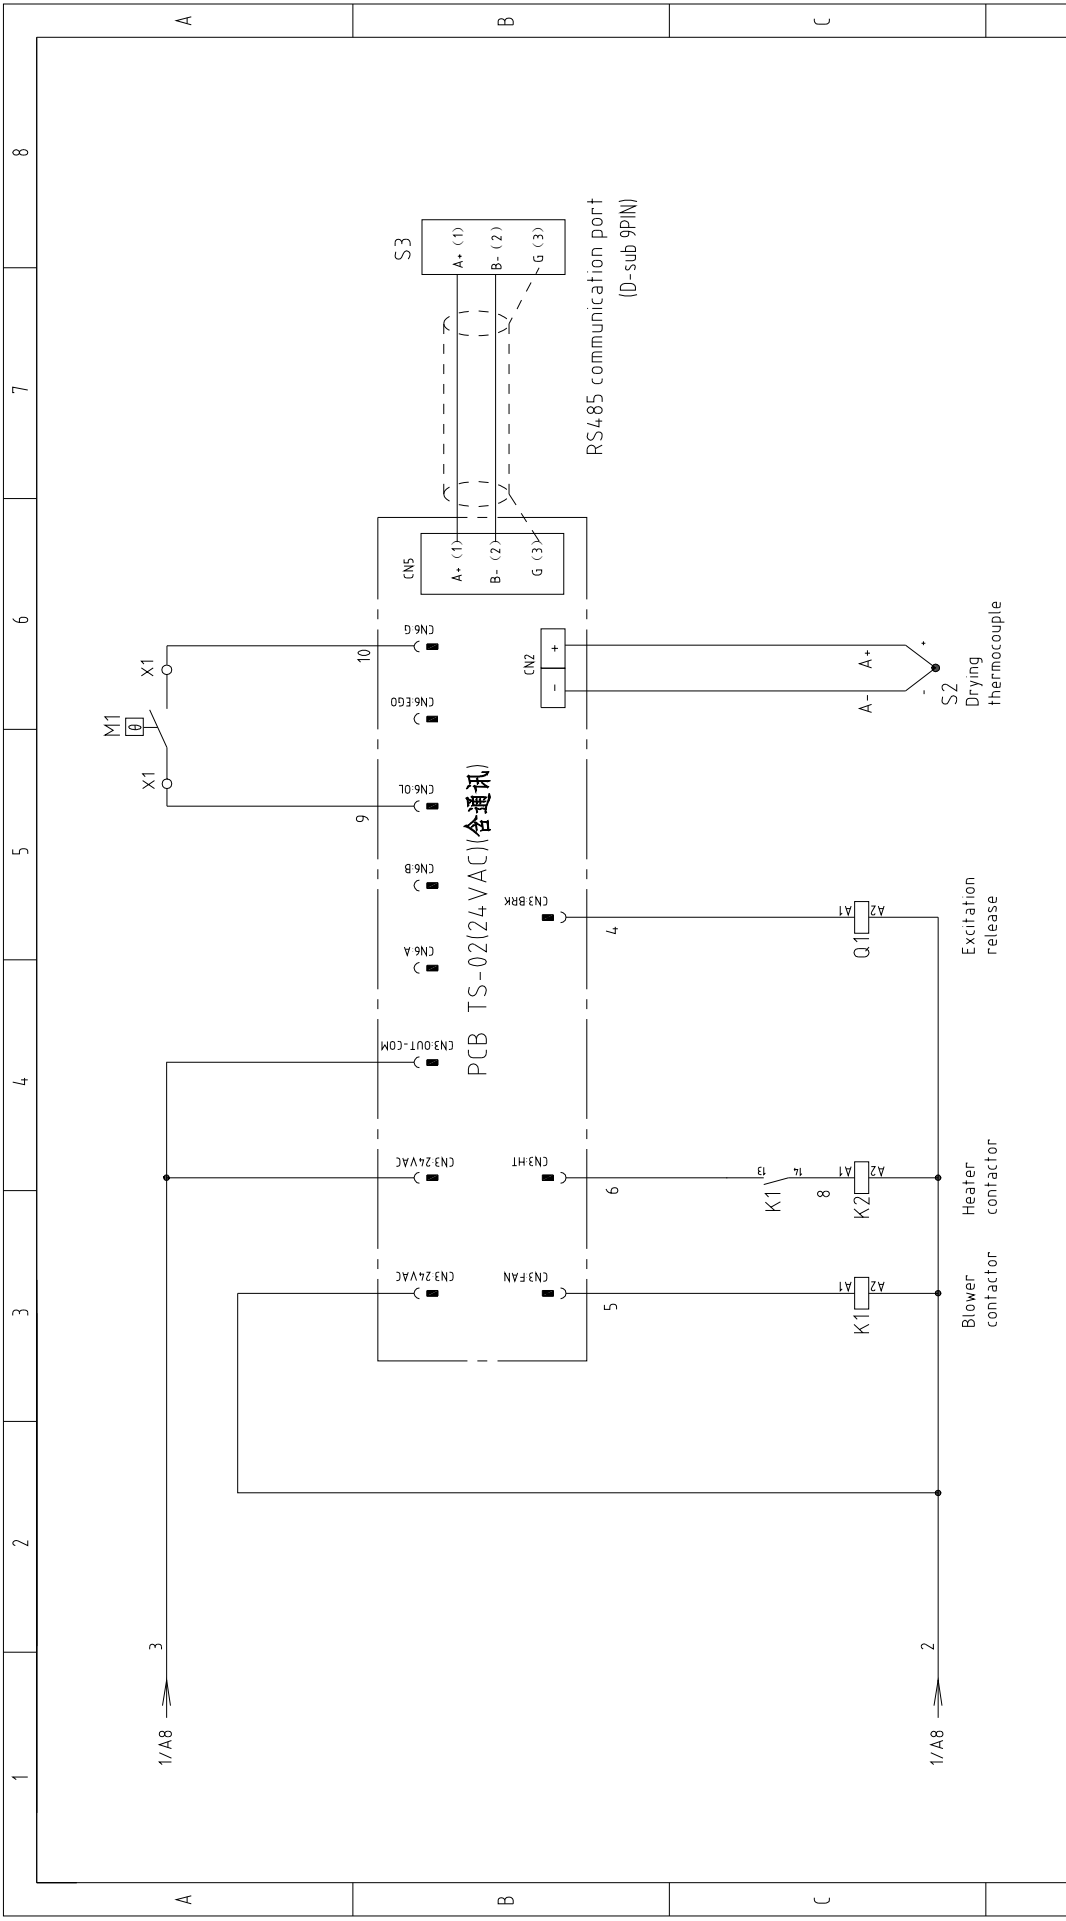 1
2
3
4
5
6
7
8
A
A
B
B
C
C
M1
θ
X1
X1
S3
A+ (1)
B- (2)
G (3)
RS485 communication port
(D-sub 9PIN)
9
10
CN5
A+ (1)
B- (2)
G (3)
CN3:24VAC
CN3:24VAC
CN3:OUT-COM
CN6:A
CN6:B
CN6:OL
CN6:EGO
CN6:G
PCB TS-02(24VAC)(含通讯)
CN3:FAN
CN3:HT
CN3:BRK
CN2
- +
5
6
4
A-
A+
K1
13
14
8
K1
A1
A2
K2
A1
A2
Q1
A1
A2
-
+
S2
Drying
thermocouple
Blower
contactor
Heater
contactor
Excitation
release
1/A8
3
1/A8
2